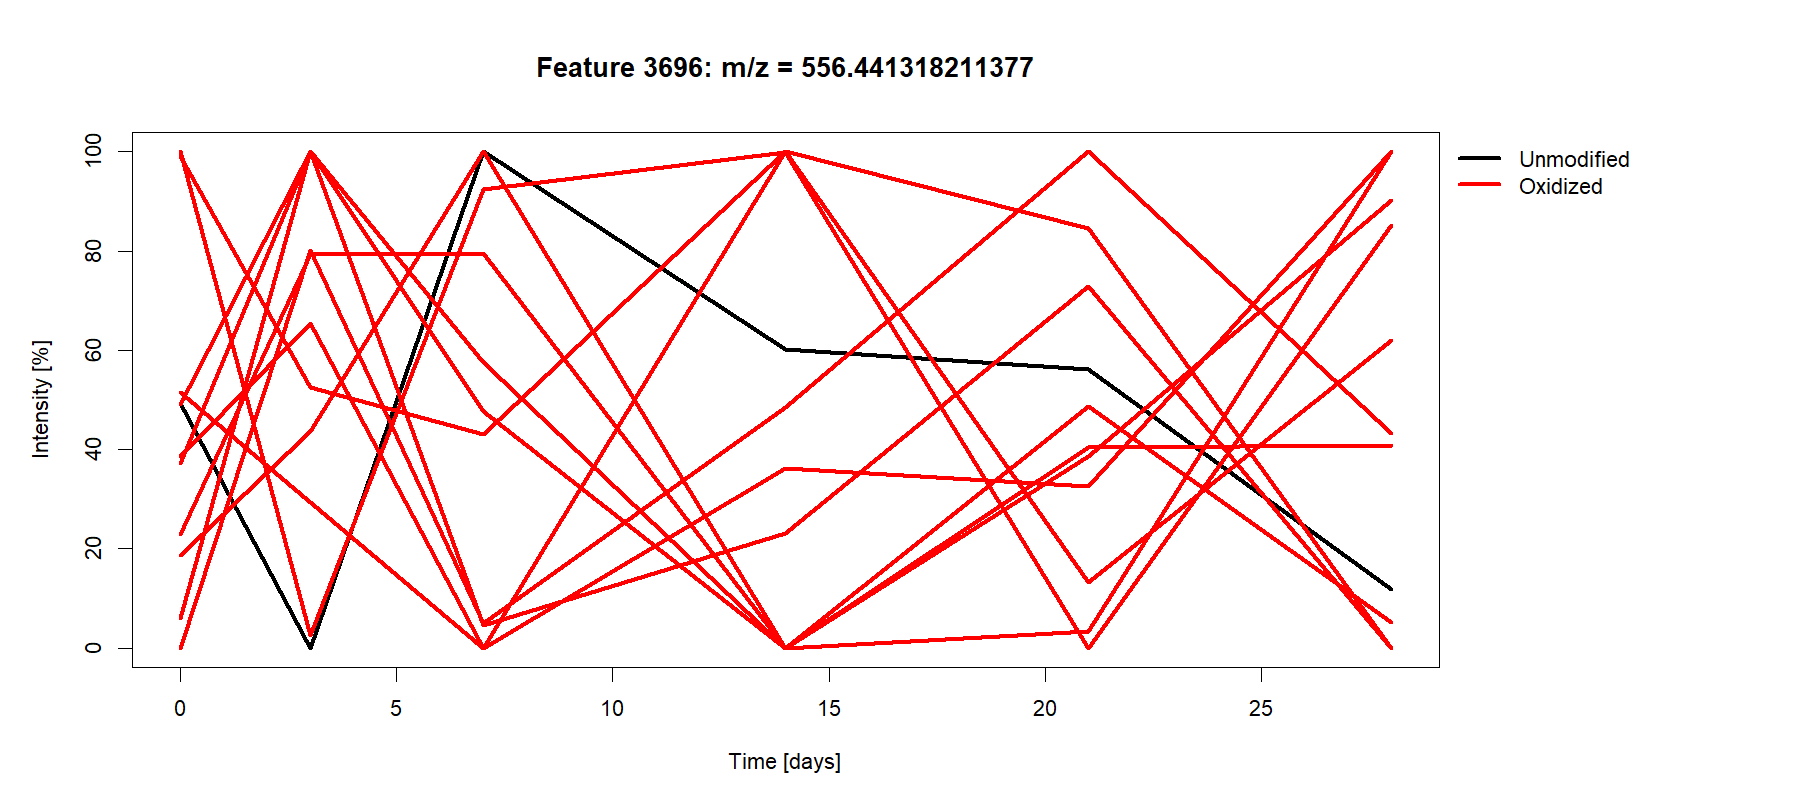 Feature 3696: m/z = 556.441318211377
Unmodified
Oxidized
Intensity [%]
100
80
60
40
20
0
0 5 10 15 20 25
Time [days]